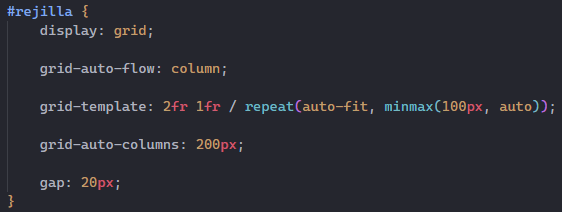 #rejilla {
display: grid;
grid-auto-flow: column;
grid-template: 2fr 1fr / repeat(auto-fit, minmax(100px, auto));
grid-auto-columns: 200px;
gap: 20px;
}